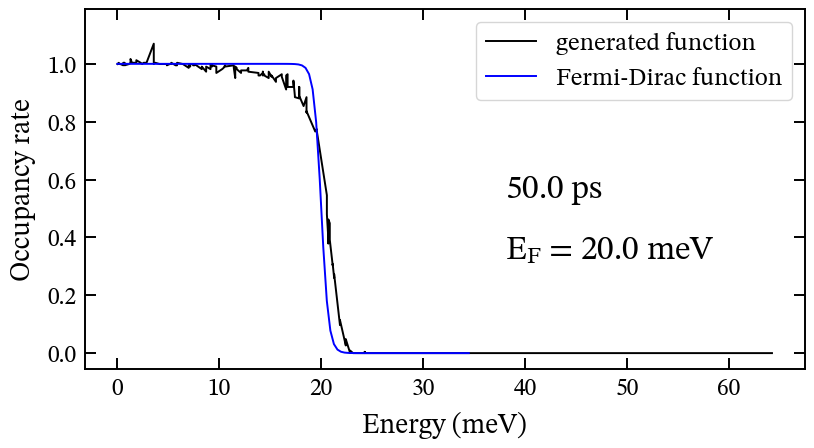 generated function
Fermi-Dirac function
1.0
0.8
0.6
0.4
0.2
0.0
Occupancy rate
50.0 ps
E_F = 20.0 meV
0 10 20 30 40 50 60
Energy (meV)